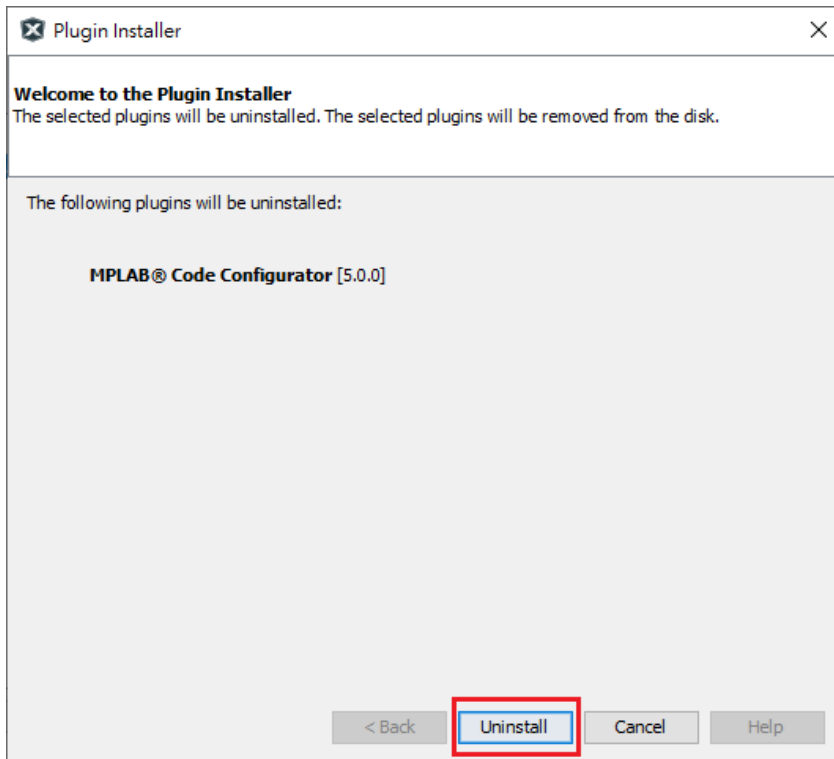 Plugin Installer
Welcome to the Plugin Installer
The selected plugins will be uninstalled. The selected plugins will be removed from the disk.
The following plugins will be uninstalled:
MPLAB® Code Configurator [5.0.0]
< Back Uninstall Cancel Help